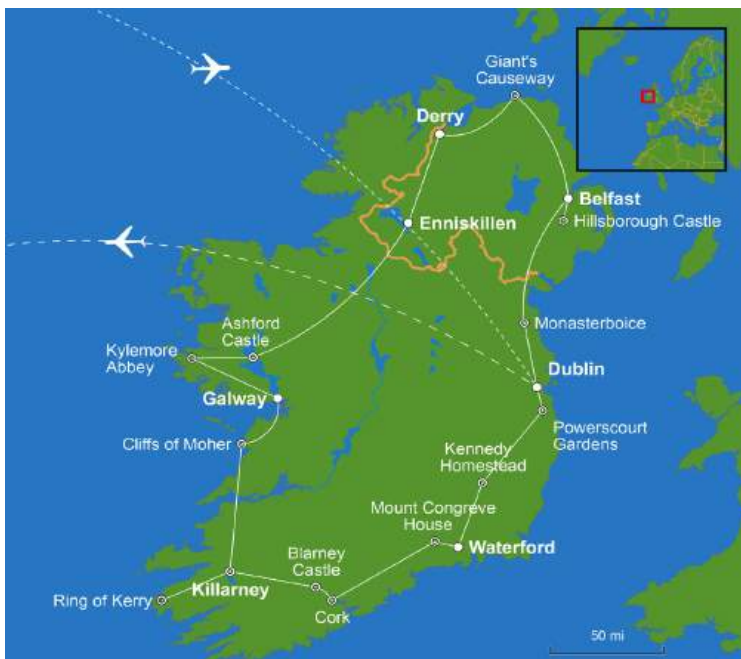 Giant's
Causeway
Derry
Belfast
Enniskillen
Hillsborough Castle
Ashford
Castle
Monasterboice
Kylemore
Abbey
Dublin
Galway
Powerscourt
Gardens
Cliffs of Moher
Kennedy
Homestead
Mount Congreve
House
Waterford
Blarney
Castle
Killarney
Ring of Kerry
Cork
50 mi